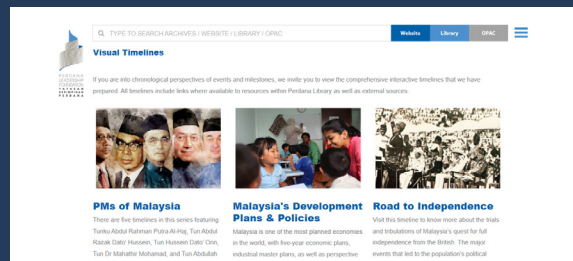 TYPE TO SEARCH ARCHIVES / WEBSITE / LIBRARY / OPAC
Website
Library
OPAC
PERDANA
LEADERSHIP
FOUNDATION
YAYASAN
KEPIMPINAN
PERDANA
Visual Timelines
If you are into chronological perspectives of events and milestones, we invite you to view the comprehensive interactive timelines that we have
prepared. All timelines include links where available to resources within Perdana Library as well as external sources.
PMs of Malaysia
There are five timelines in this series featuring
Tunku Abdul Rahman Putra Al-Haj, Tun Abdul
Razak Dato' Hussein, Tun Hussein Dato' Onn,
Tun Dr Mahathir Mohamad, and Tun Abdullah
Malaysia's Development
Plans & Policies
Malaysia is one of the most planned economies
in the world, with five-year economic plans,
industrial master plans, as well as perspective
Road to Independence
Visit this timeline to know more about the trials
and tribulations of Malaysia's quest for full
independence from the British. The major
events that led to the population's political